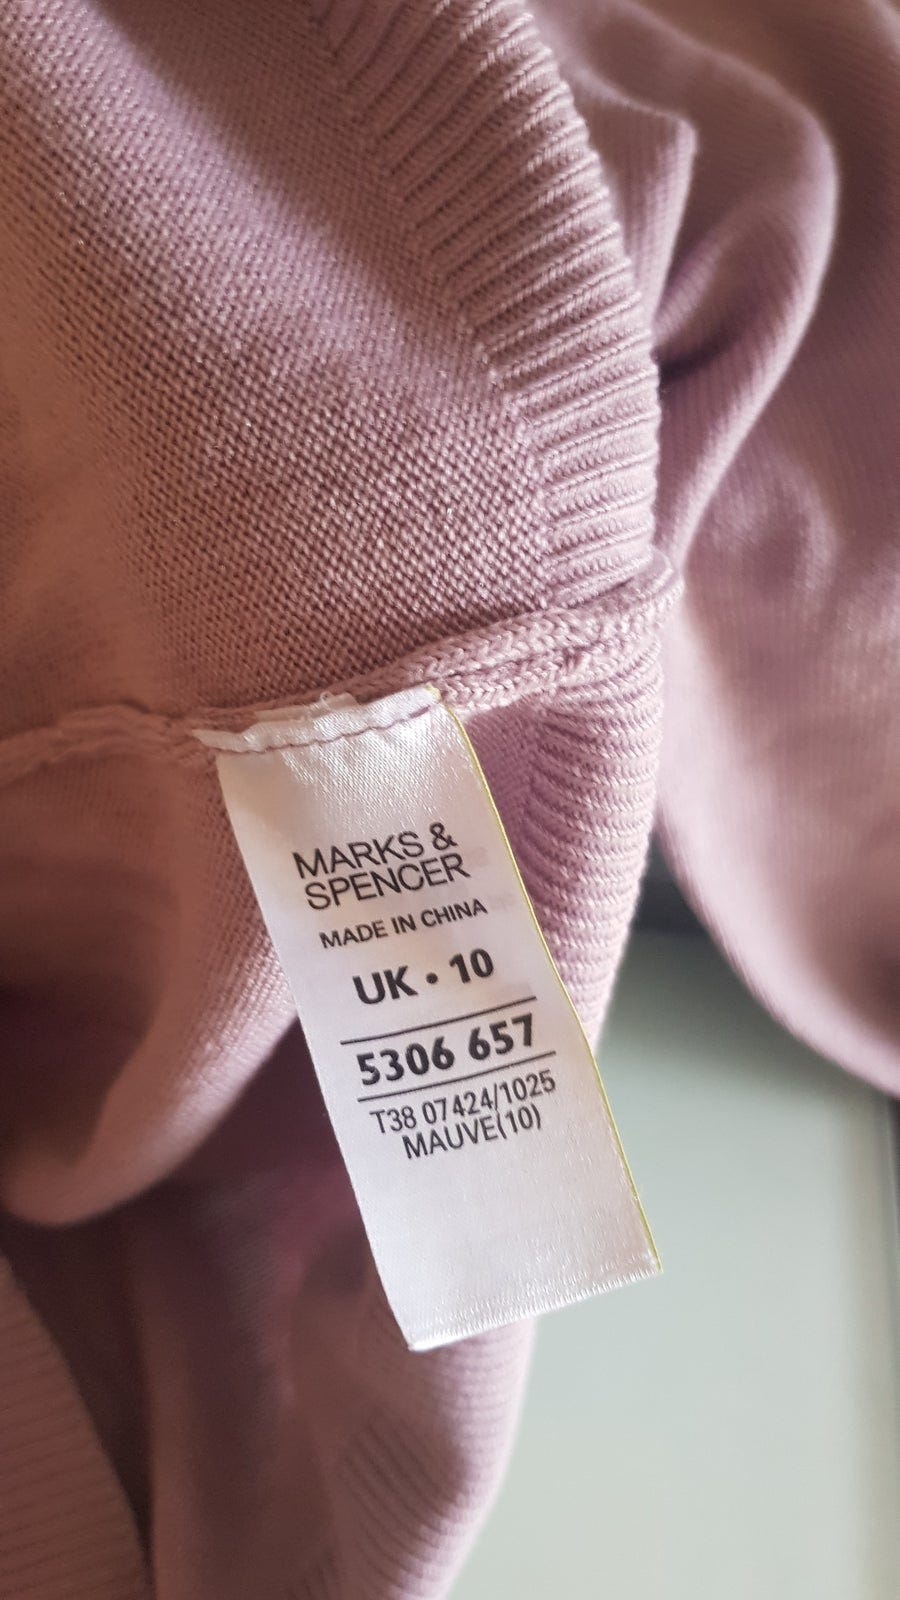 MARKS &
SPENCER
MADE IN CHINA
UK • 10
5306 657
T38 07424/1025
MAUVE(10)